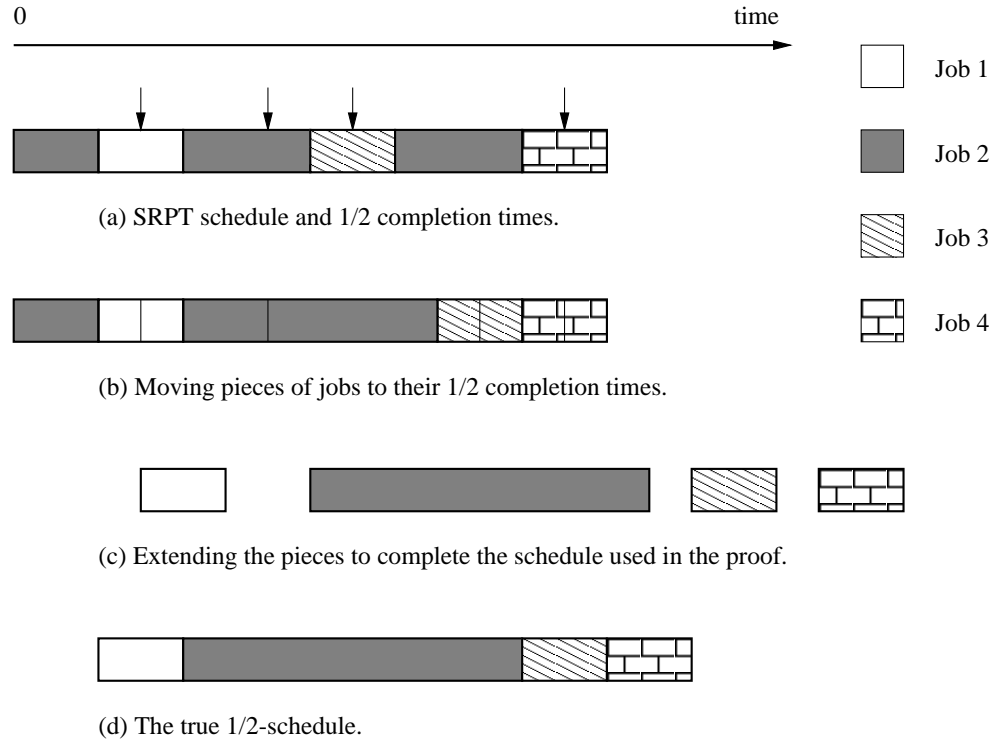 0 time
Job 1
Job 2
(a) SRPT schedule and 1/2 completion times.
Job 3
Job 4
(b) Moving pieces of jobs to their 1/2 completion times.
(c) Extending the pieces to complete the schedule used in the proof.
(d) The true 1/2-schedule.